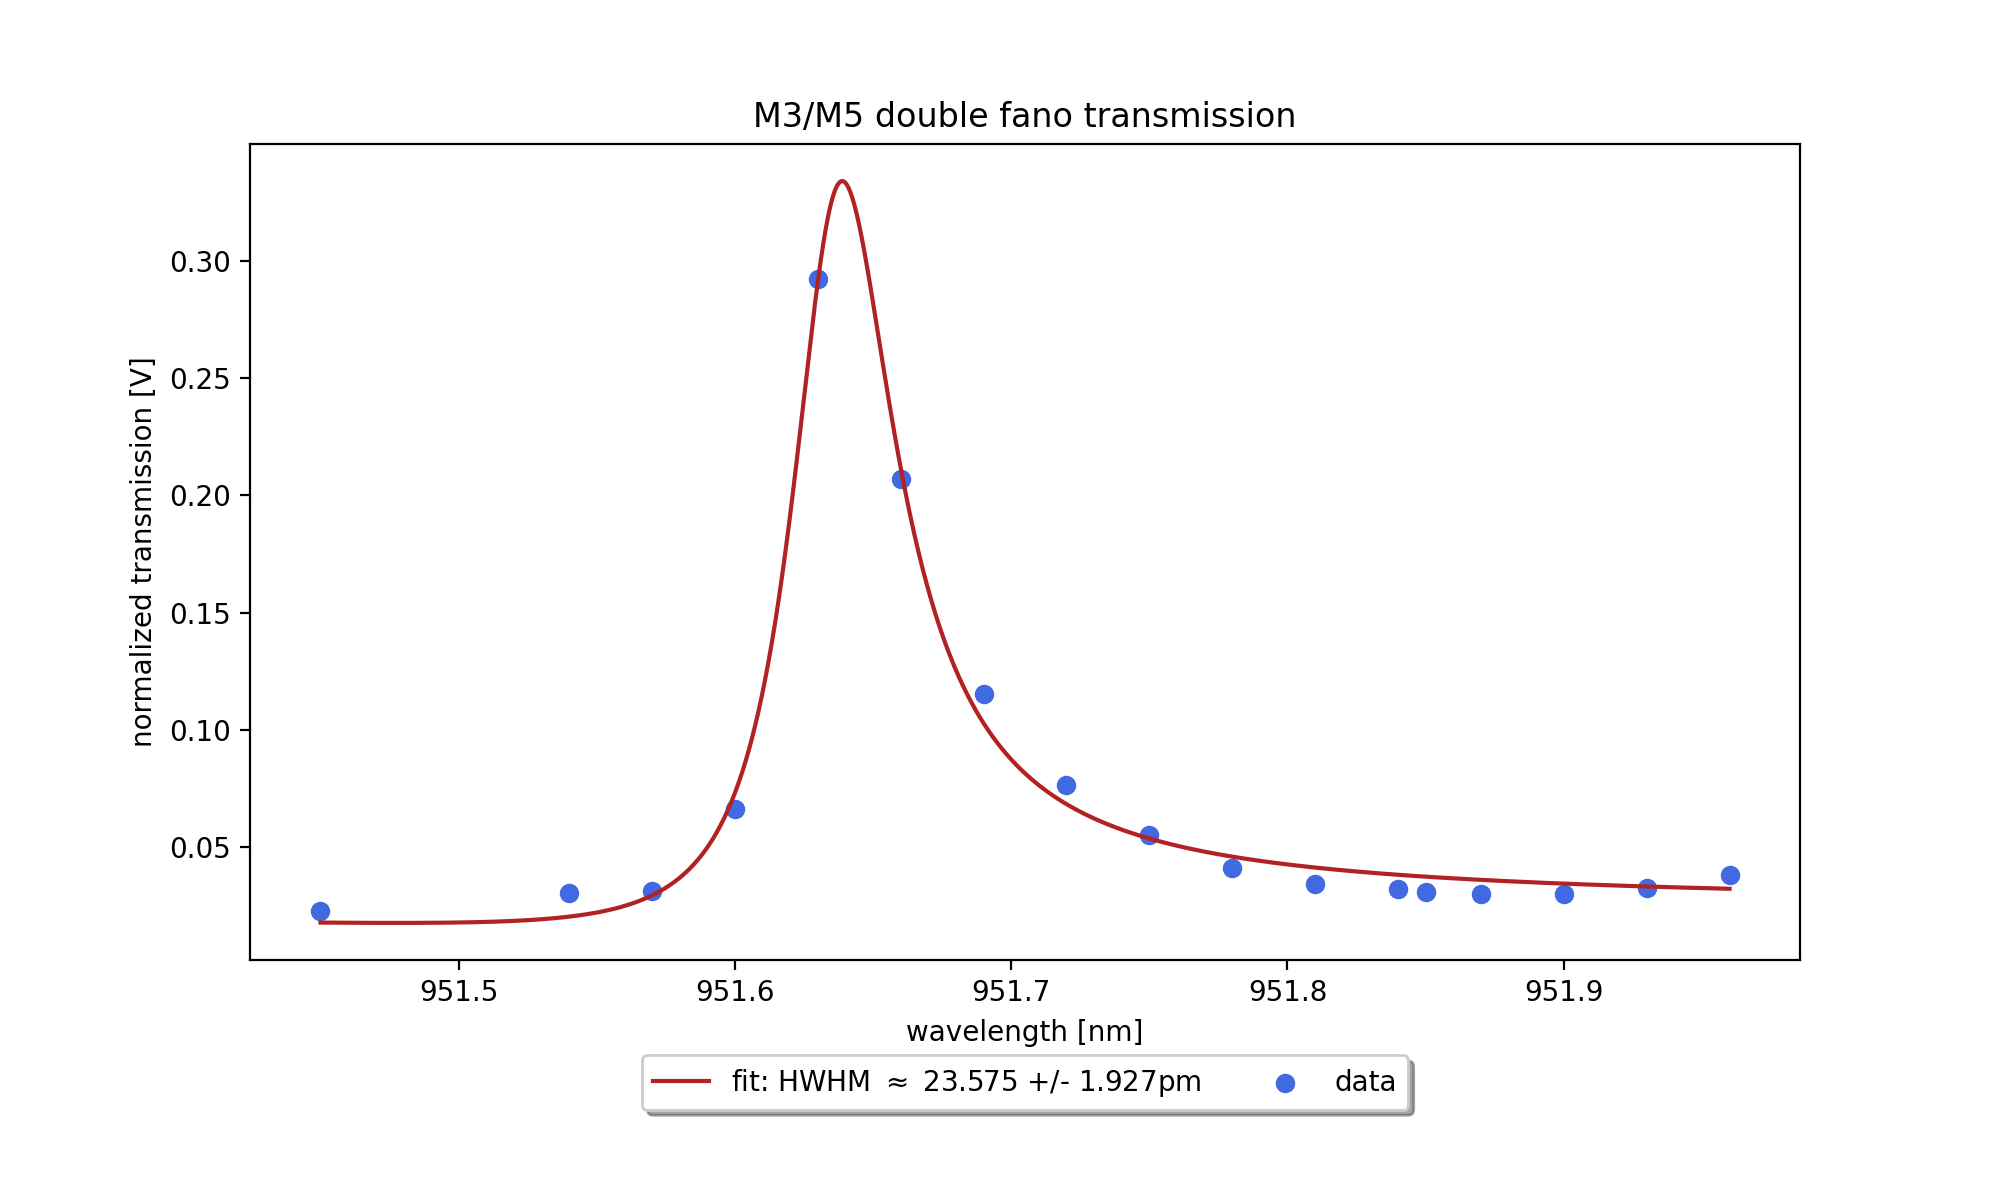 M3/M5 double fano transmission
normalized transmission [V]
0.30
0.25
0.20
0.15
0.10
0.05
951.5 951.6 951.7 951.8 951.9
wavelength [nm]
fit: HWHM ≈ 23.575 +/- 1.927pm data